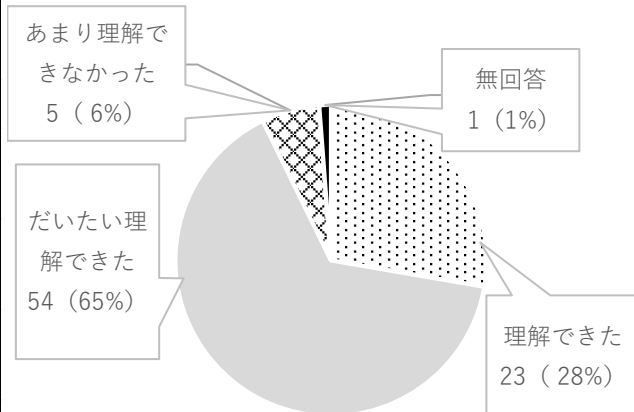 あまり理解で
きなかった
5（ 6%）
無回答
1（1%）
だいたい理
解できた
54（65%）
理解できた
23（ 28%）